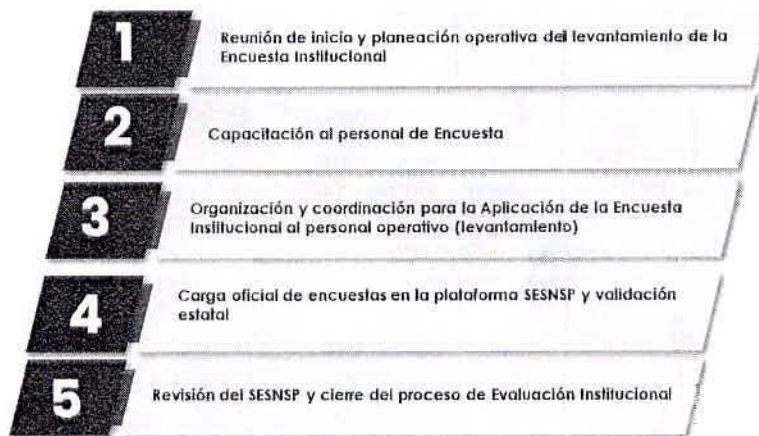 1
Reunión de inicio y planeación operativa del levantamiento de la
Encuesta Institucional
2
Capacitación al personal de Encuesta
3
Organización y coordinación para la Aplicación de la Encuesta
Institucional al personal operativo (levantamiento)
4
Carga oficial de encuestas en la plataforma SESNSP y validación
estatal
5
Revisión del SESNSP y cierre del proceso de Evaluación Institucional